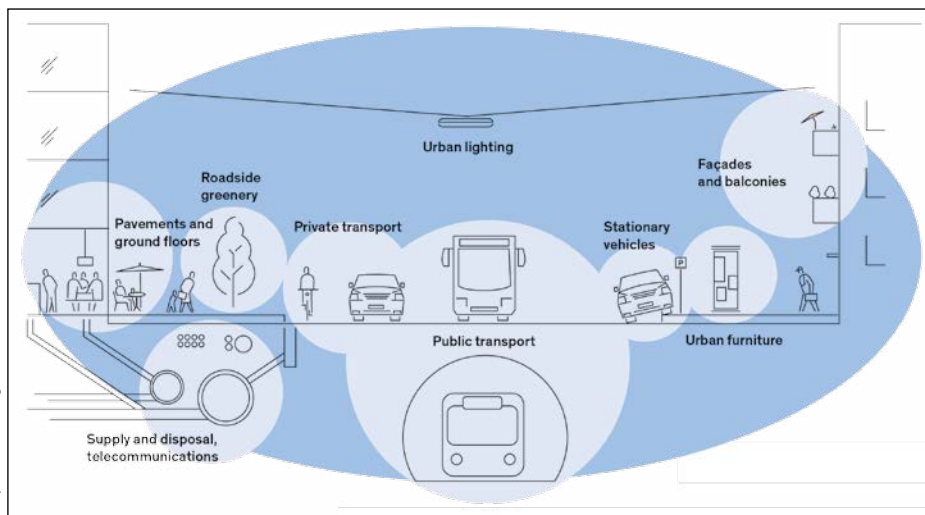 Urban lighting
Façades
and balconies
Roadside
greenery
Pavements and
ground floors
Private transport
Stationary
vehicles
P
Public transport
Urban furniture
Supply and disposal,
telecommunications